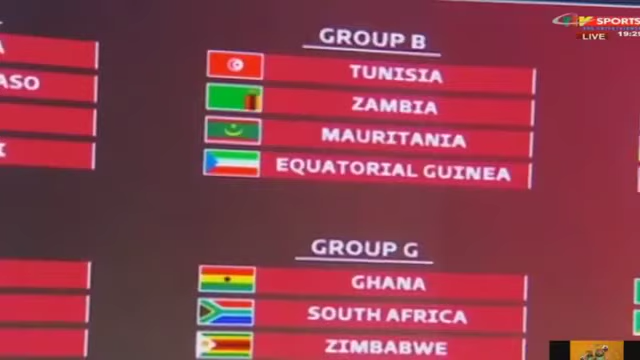 GROUP B
TUNISIA
ZAMBIA
MAURITANIA
EQUATORIAL GUINEA
GROUP G
GHANA
SOUTH AFRICA
ZIMBABWE
ASO
SPORTS
LIVE